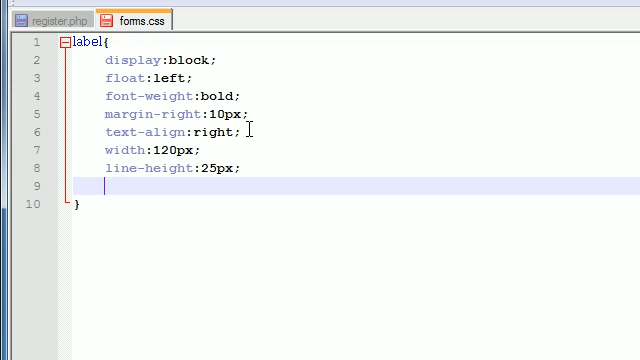 register.php forms.css
1 label{
2 display:block;
3 float:left;
4 font-weight:bold;
5 margin-right:10px;
6 text-align:right;
7 width:120px;
8 line-height:25px;
9
10 }